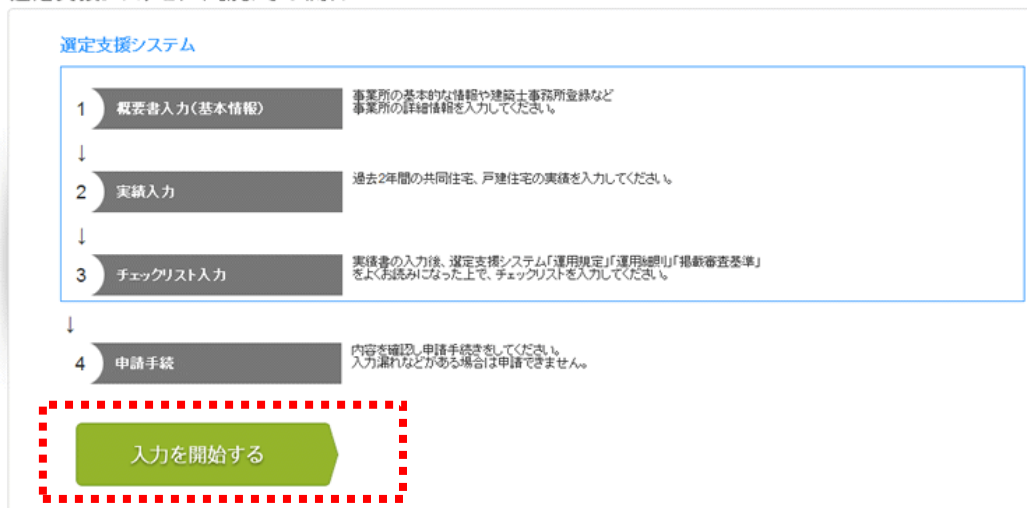 選定支援システム
1 概要書入力(基本情報)
事業所の基本的な情報や建築士事務所登録など
事業所の詳細情報を入力してください。
↓
2 実績入力
過去2年間の共同住宅、戸建住宅の実績を入力してください。
↓
3 チェックリスト入力
実績書の入力後、選定支援システム「運用規定」「運用細則」「掲載審査基準」
をよくお読みになった上で、チェックリストを入力してください。
↓
4 申請手続
内容を確認し申請手続きをしてください。
入力漏れなどがある場合は申請できません。
入力を開始する